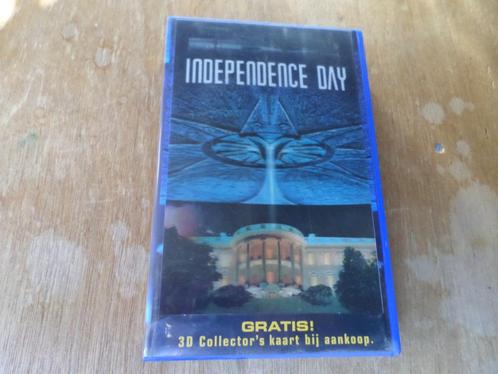 INDEPENDENCE DAY
GRATIS!
3D Collector's kaart bij aankoop.